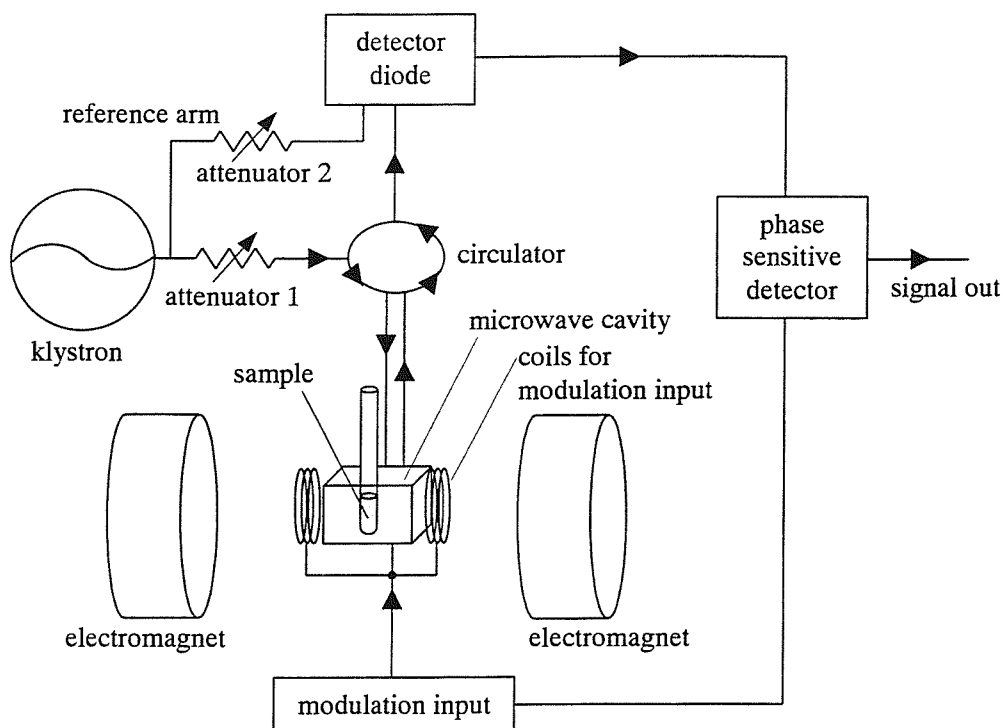 detector
diode
reference arm
attenuator 2
circulator
phase
sensitive
detector
attenuator 1
signal out
klystron
microwave cavity
sample
coils for
modulation input
electromagnet
electromagnet
modulation input